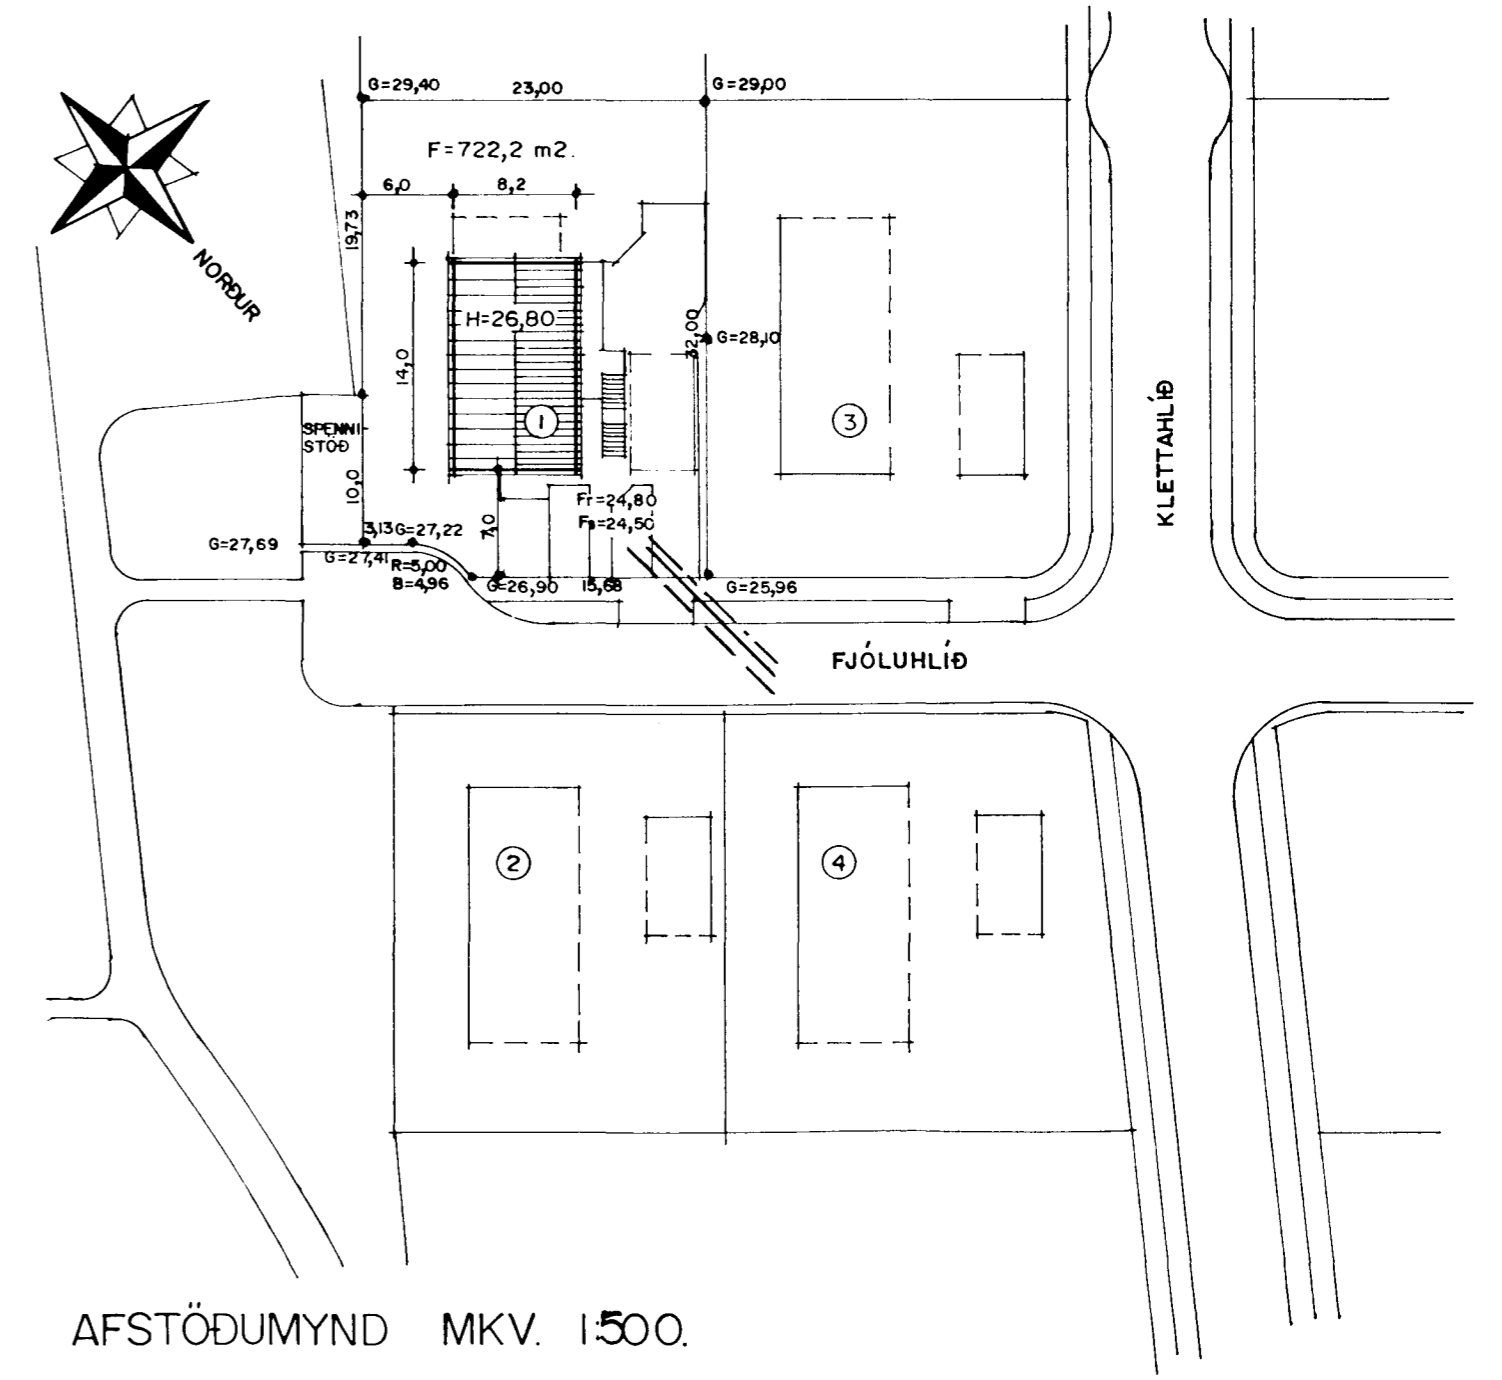 G=29,40
23,00
G=29,00
F=722,2 m2.
6,0
8,2
19,73
NORÐUR
H=26,80
32,00
G=28,10
14,0
1
3
KLETTAHLÍÐ
SPENNI-
STÖÐ
10,0
7,0
Fr=24,80
Fs=24,50
3,13
G=27,22
G=27,69
G=27,41
R=5,00
B=4,96
G=26,90
15,68
G=25,96
FJÓLUHLÍÐ
2
4
AFSTÖÐUMYND MKV. 1:500.